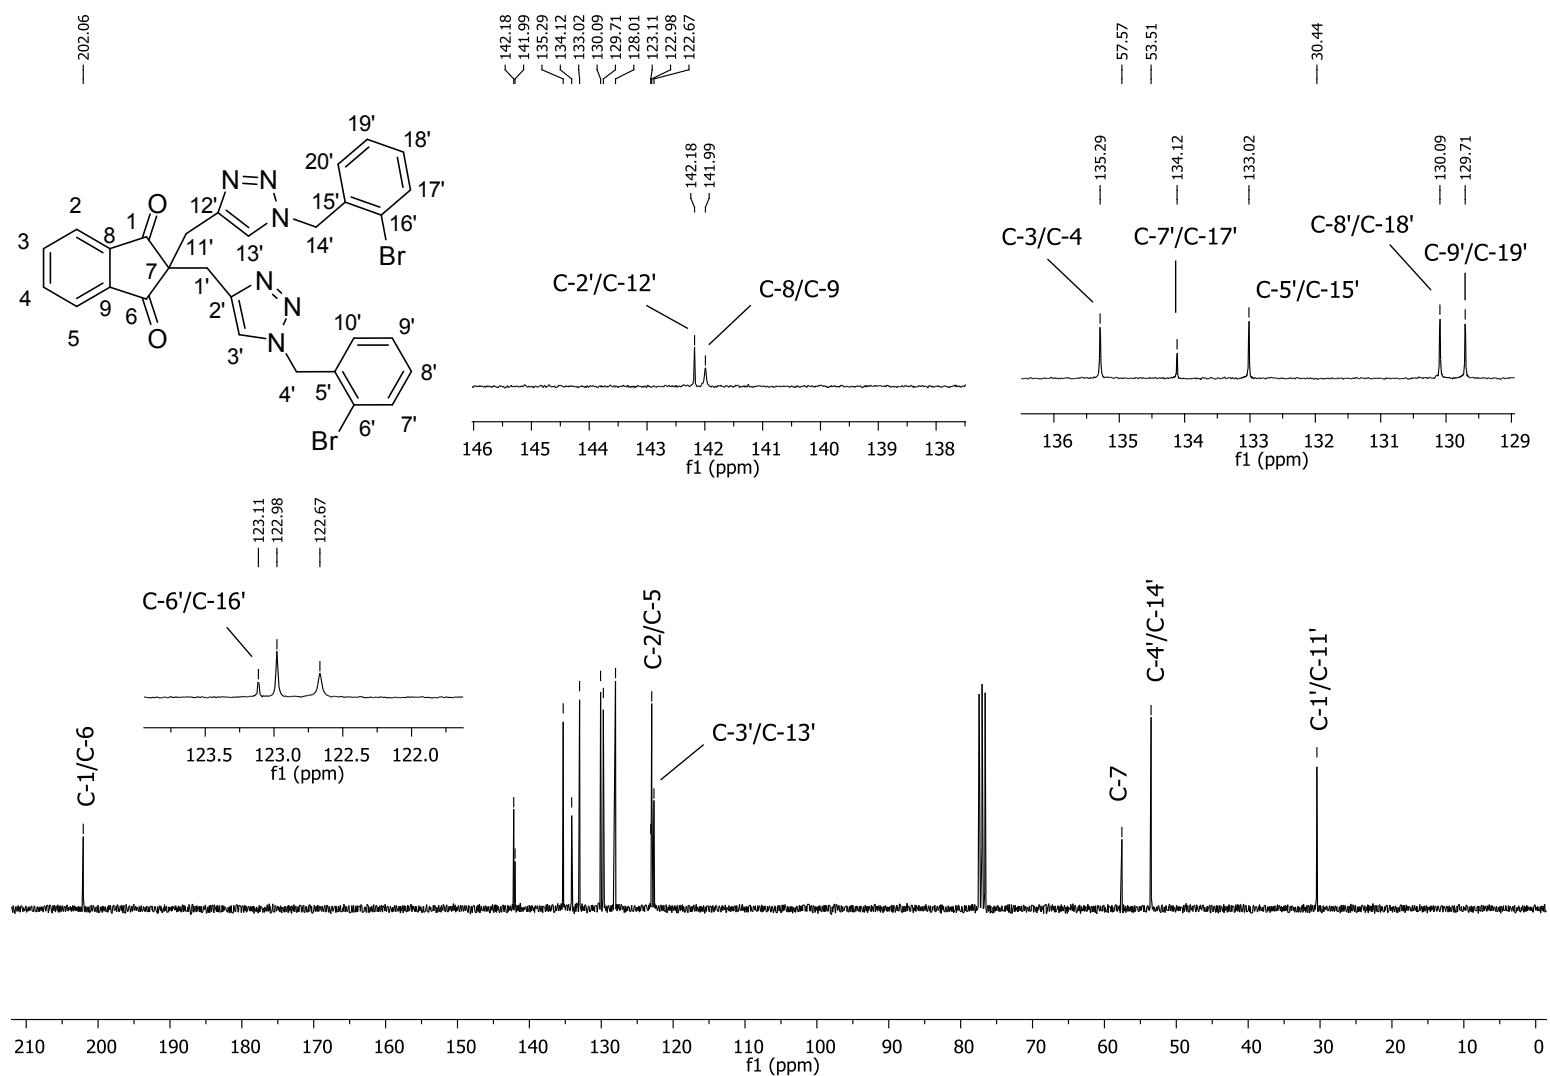 202.06
142.18
141.99
135.29
134.12
133.02
130.09
129.71
128.01
123.11
122.98
122.67
57.57
53.51
30.44
19'
18'
20'
17'
15'
16'
N
N
N
12'
13'
14'
Br
O
1
2
8
11'
3
7
1'
4
9
6
5
O
N
N
N
2'
3'
4'
10'
9'
8'
5'
7'
6'
Br
142.18
141.99
C-2'/C-12'
C-8/C-9
146 145 144 143 142 141 140 139 138
f1 (ppm)
135.29
134.12
133.02
130.09
129.71
C-3/C-4
C-7'/C-17'
C-5'/C-15'
C-8'/C-18'
C-9'/C-19'
136 135 134 133 132 131 130 129
f1 (ppm)
123.11
122.98
122.67
C-6'/C-16'
123.5 123.0 122.5 122.0
f1 (ppm)
C-1/C-6
C-2/C-5
C-3'/C-13'
C-7
C-4'/C-14'
C-1'/C-11'
210 200 190 180 170 160 150 140 130 120 110 100 90 80 70 60 50 40 30 20 10 0
f1 (ppm)